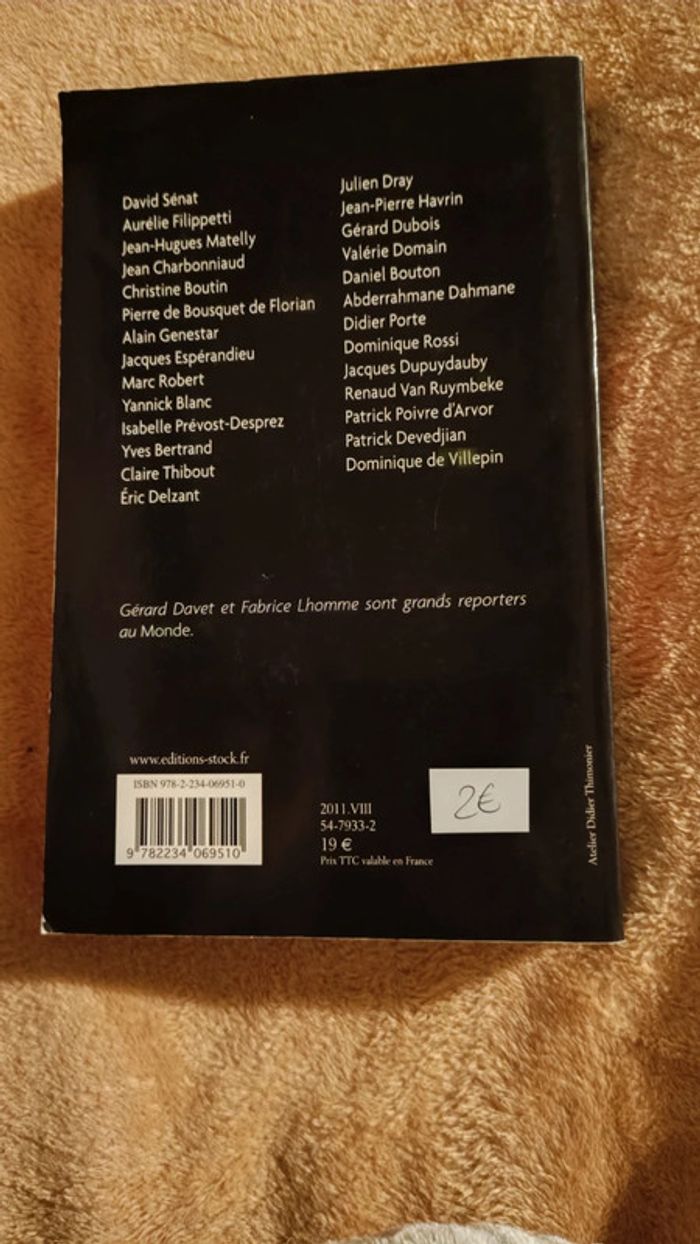 David Sénat
Aurélie Filippetti
Jean-Hugues Matelly
Jean Charbonniaud
Christine Boutin
Pierre de Bousquet de Florian
Alain Genestar
Jacques Espérandieu
Marc Robert
Yannick Blanc
Isabelle Prévost-Desprez
Yves Bertrand
Claire Thibout
Éric Delzant
Julien Dray
Jean-Pierre Havrin
Gérard Dubois
Valérie Domain
Daniel Bouton
Abderrahmane Dahmane
Didier Porte
Dominique Rossi
Jacques Dupuydauby
Renaud Van Ruymbeke
Patrick Poivre d'Arvor
Patrick Devedjian
Dominique de Villepin
Gérard Davet et Fabrice Lhomme sont grands reporters
au Monde.
www.editions-stock.fr
ISBN 978-2-234-06951-0
9 782234 069510
2011.VIII
54-7933-2
19 €
Prix TTC valable en France
2€
Atelier Didier Thimonier